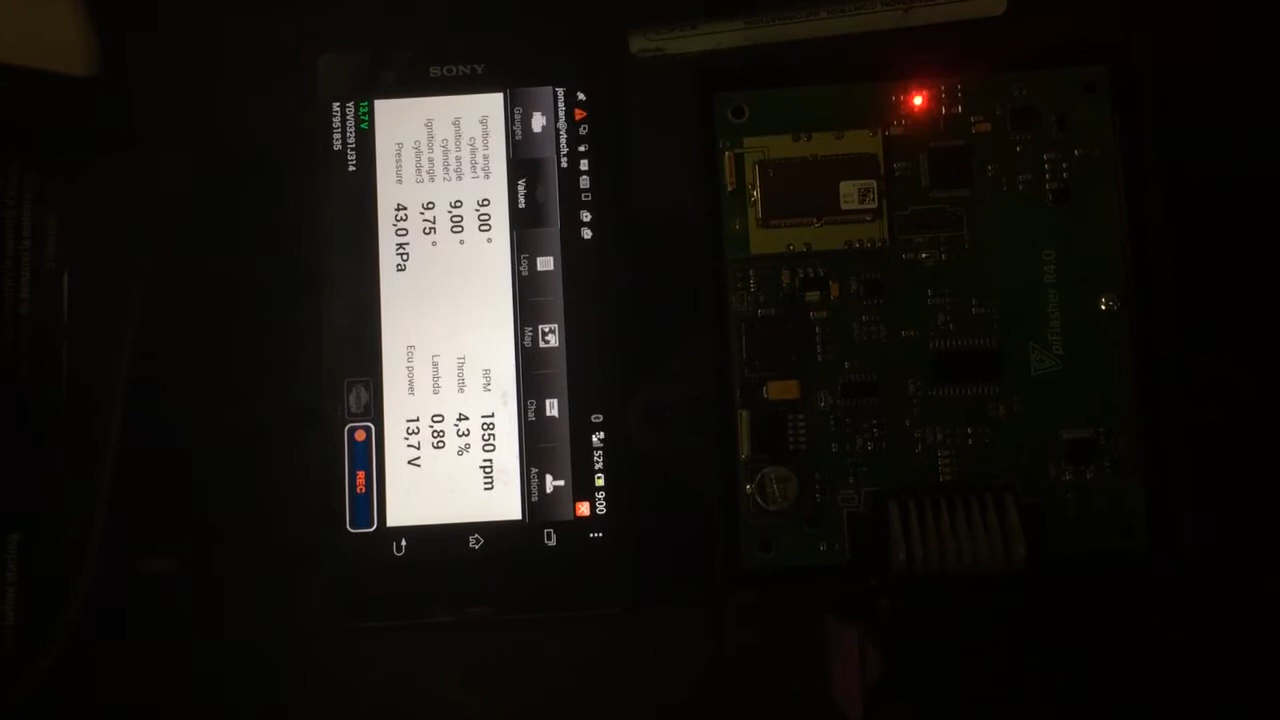 SONY
52% 9:00
jonatan@vtech.se
Gauges
Values
Logs
Map
Chat
Actions
Ignition angle
cylinder1
9,00 °
RPM
1850 rpm
Ignition angle
cylinder2
9,00 °
Throttle
4,3 %
Ignition angle
cylinder3
9,75 °
Lambda
0,89
Pressure
43,0 kPa
Ecu power
13,7 V
13,7 V
YDV03291J314
M7951835
REC
CONTROL INFORMATION
piFlasher R4.0